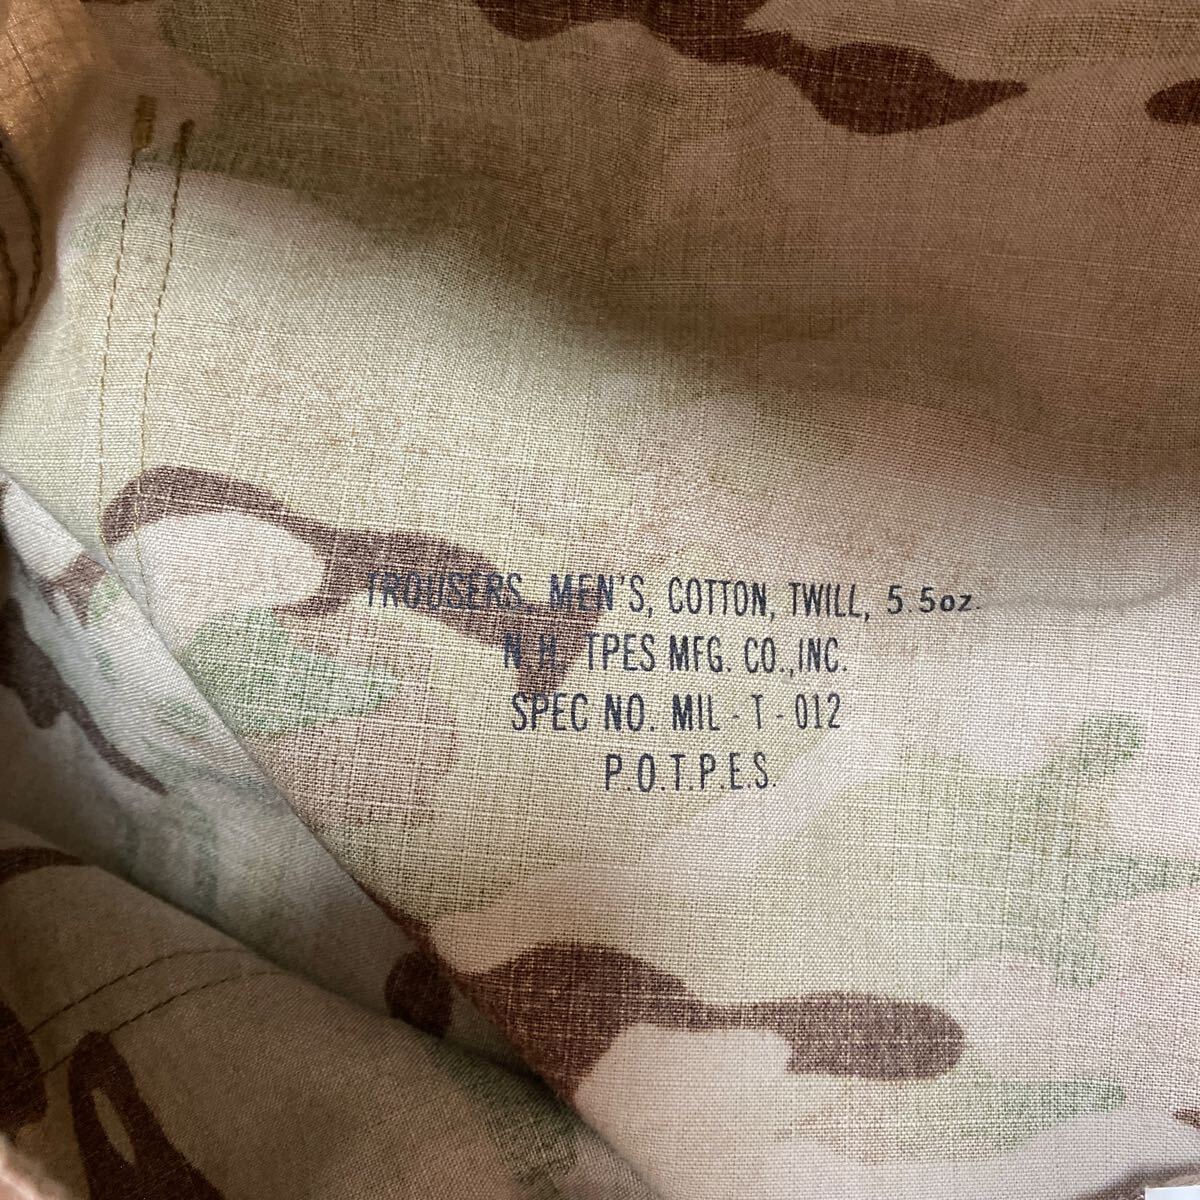 TROUSERS, MEN'S, COTTON, TWILL, 5.5oz.
N.H. TPES MFG. CO.,INC.
SPEC NO. MIL - T - 012
P.O.T.P.E.S.